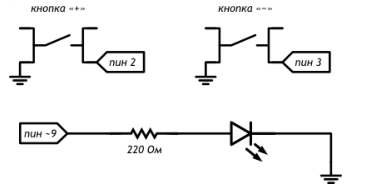 кнопка «+»
кнопка «−»
пин 2
пин 3
пин ~9
220 Ом